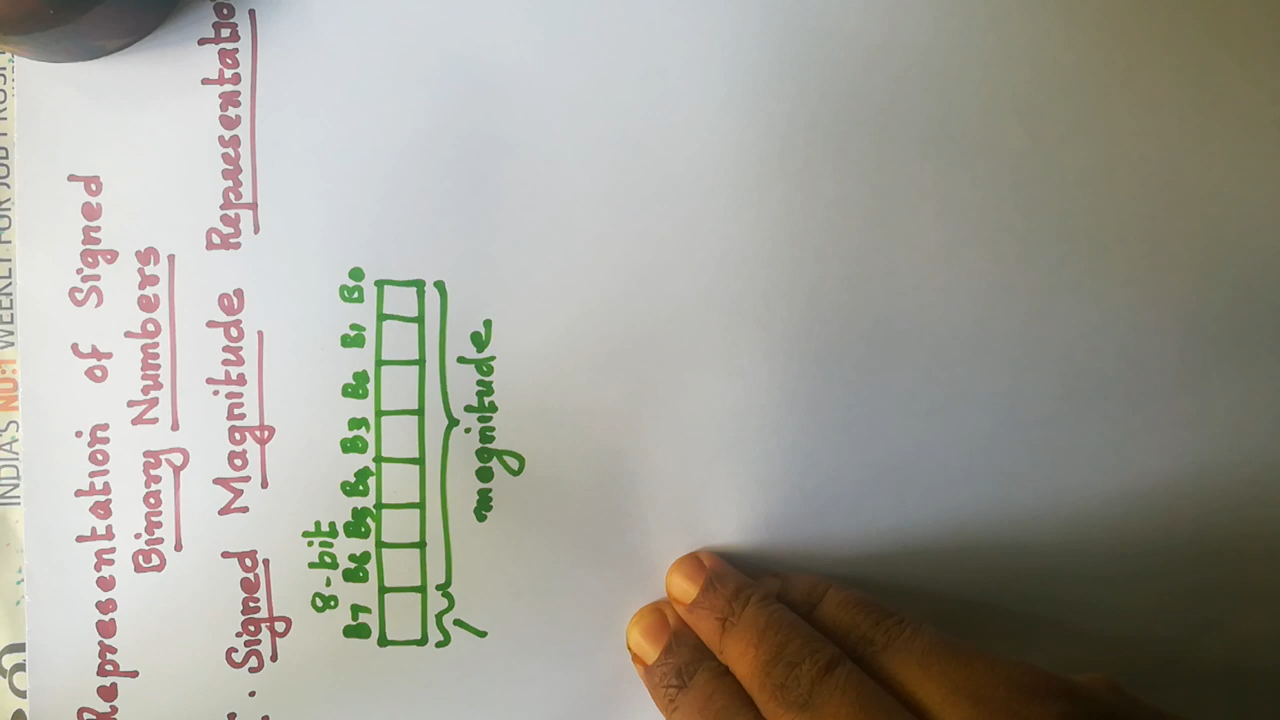 INDIA'S NO:1 WEEKLY FOR JOB
Representation of Signed
Binary Numbers
I. Signed Magnitude Representatio
8-bit
B7 B6 B5 B4 B3 B2 B1 B0
magnitude